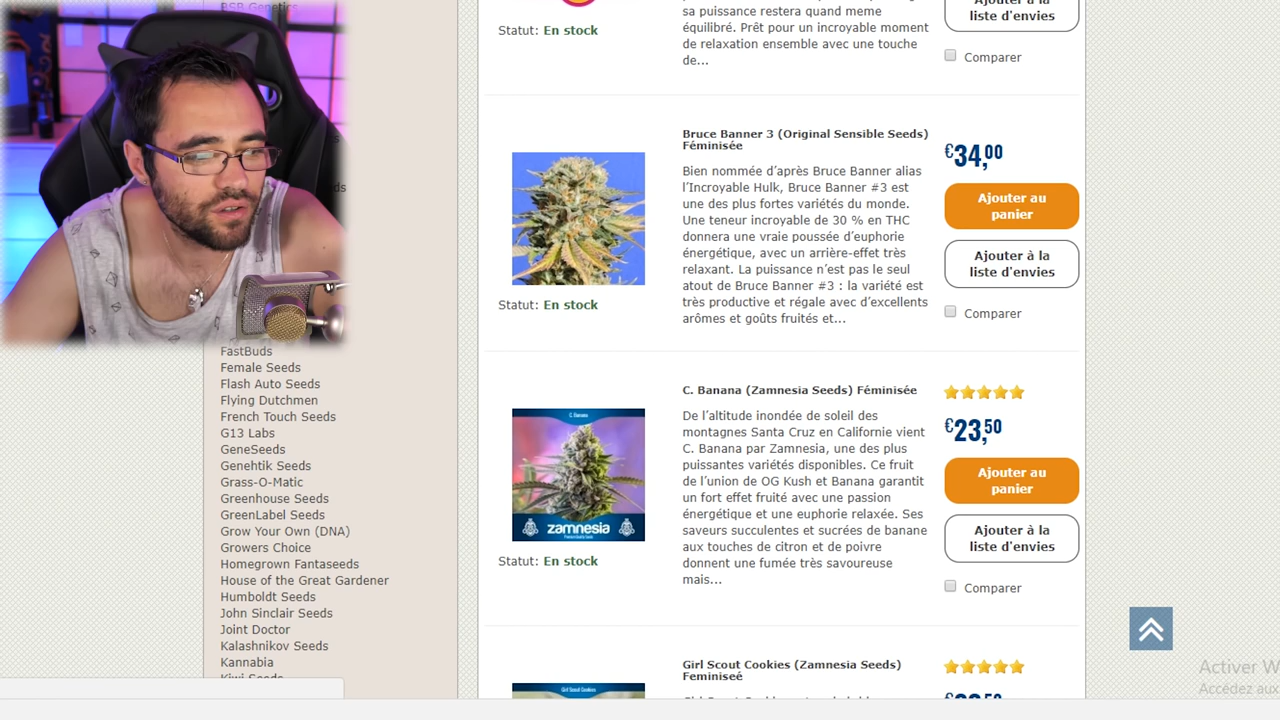 BSB Genetics
ds
FastBuds
Female Seeds
Flash Auto Seeds
Flying Dutchmen
French Touch Seeds
G13 Labs
GeneSeeds
Genehtik Seeds
Grass-O-Matic
Greenhouse Seeds
GreenLabel Seeds
Grow Your Own (DNA)
Growers Choice
Homegrown Fantaseeds
House of the Great Gardener
Humboldt Seeds
John Sinclair Seeds
Joint Doctor
Kalashnikov Seeds
Kannabia
Kiwi Seeds
Statut: En stock
sa puissance restera quand meme
équilibré. Prêt pour un incroyable moment
de relaxation ensemble avec une touche
de...
Ajouter à la
liste d'envies
Comparer
Bruce Banner 3 (Original Sensible Seeds)
Féminisée
Bien nommée d'après Bruce Banner alias
l'Incroyable Hulk, Bruce Banner #3 est
une des plus fortes variétés du monde.
Une teneur incroyable de 30 % en THC
donnera une vraie poussée d'euphorie
énergétique, avec un arrière-effet très
relaxant. La puissance n'est pas le seul
atout de Bruce Banner #3 : la variété est
très productive et régale avec d'excellents
arômes et goûts fruités et...
Statut: En stock
€34,00
Ajouter au
panier
Ajouter à la
liste d'envies
Comparer
C. Banana (Zamnesia Seeds) Féminisée
De l'altitude inondée de soleil des
montagnes Santa Cruz en Californie vient
C. Banana par Zamnesia, une des plus
puissantes variétés disponibles. Ce fruit
de l'union de OG Kush et Banana garantit
un fort effet fruité avec une passion
énergétique et une euphorie relaxée. Ses
saveurs succulentes et sucrées de banane
aux touches de citron et de poivre
donnent une fumée très savoureuse
mais...
C. Banana
zamnesia
Statut: En stock
€23,50
Ajouter au
panier
Ajouter à la
liste d'envies
Comparer
Girl Scout Cookies (Zamnesia Seeds)
Feminiseé
Girl Scout Cookies
Activer W
Accédez aux